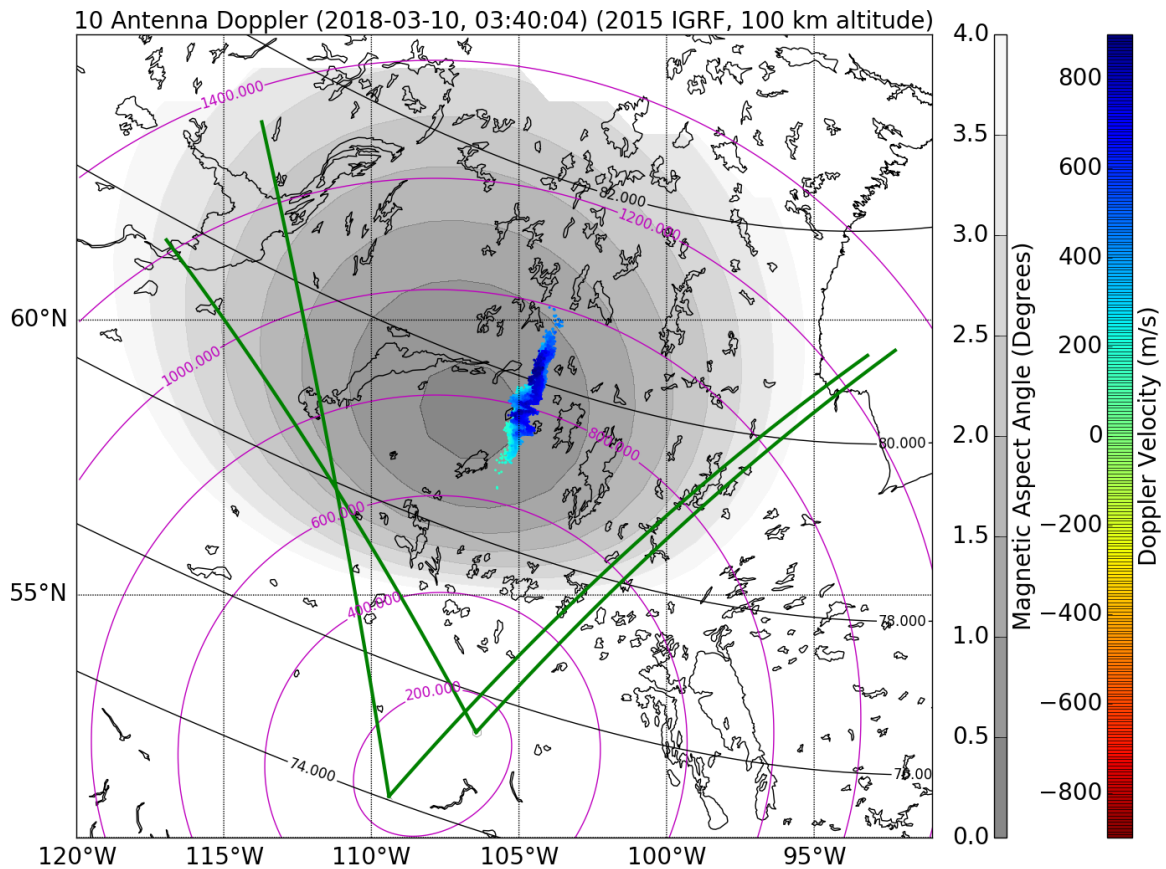 10 Antenna Doppler (2018-03-10, 03:40:04) (2015 IGRF, 100 km altitude)
1400.000
82.000
1200.000
1000.000
800.000
80.000
600.000
400.000
78.000
200.000
74.000
76.00
60°N
55°N
120°W
115°W
110°W
105°W
100°W
95°W
4.0
3.5
3.0
2.5
2.0
1.5
1.0
0.5
0.0
Magnetic Aspect Angle (Degrees)
800
600
400
200
0
−200
−400
−600
−800
Doppler Velocity (m/s)